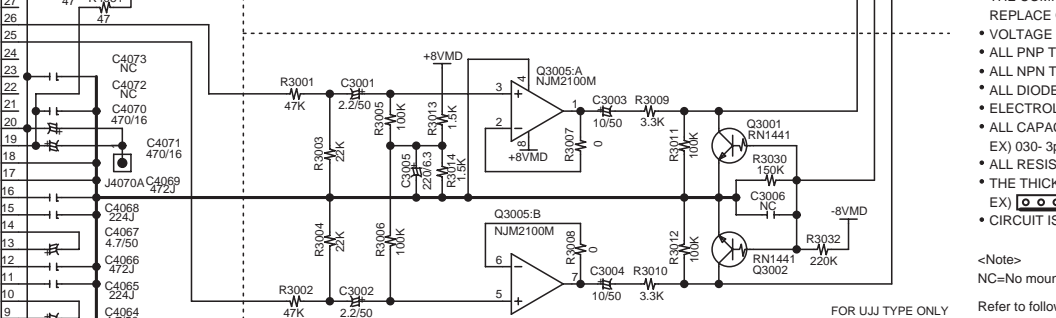 27
26
25
24
23
22
21
20
19
18
17
16
15
14
13
12
11
10
9
47
47
C4073
NC
C4072
NC
C4070
470/16
C4071
470/16
J4070A
C4069
472J
C4068
224J
C4067
4.7/50
C4066
472J
C4065
224J
C4064
R3001
47K
C3001
2.2/50
R3003
22K
R3005
100K
+8VMD
R3013
1.5K
C3005
220/6.3
R3014
1.5K
Q3005:A
NJM2100M
3
2
4
8
1
+8VMD
R3007
0
C3003
10/50
R3009
3.3K
R3011
100K
Q3001
RN1441
R3030
150K
C3006
NC
-8VMD
R3004
22K
R3006
100K
Q3005:B
NJM2100M
6
5
7
R3008
0
C3004
10/50
R3010
3.3K
R3012
100K
RN1441
Q3002
R3032
220K
R3002
47K
C3002
2.2/50
FOR UJJ TYPE ONLY
REPLACE
• VOLTAGE
• ALL PNP T
• ALL NPN T
• ALL DIODE
• ELECTROL
• ALL CAPAC
EX) 030- 3p
• ALL RESIS
• THE THICK
EX)
• CIRCUIT IS
<Note>
NC=No moun
Refer to follow